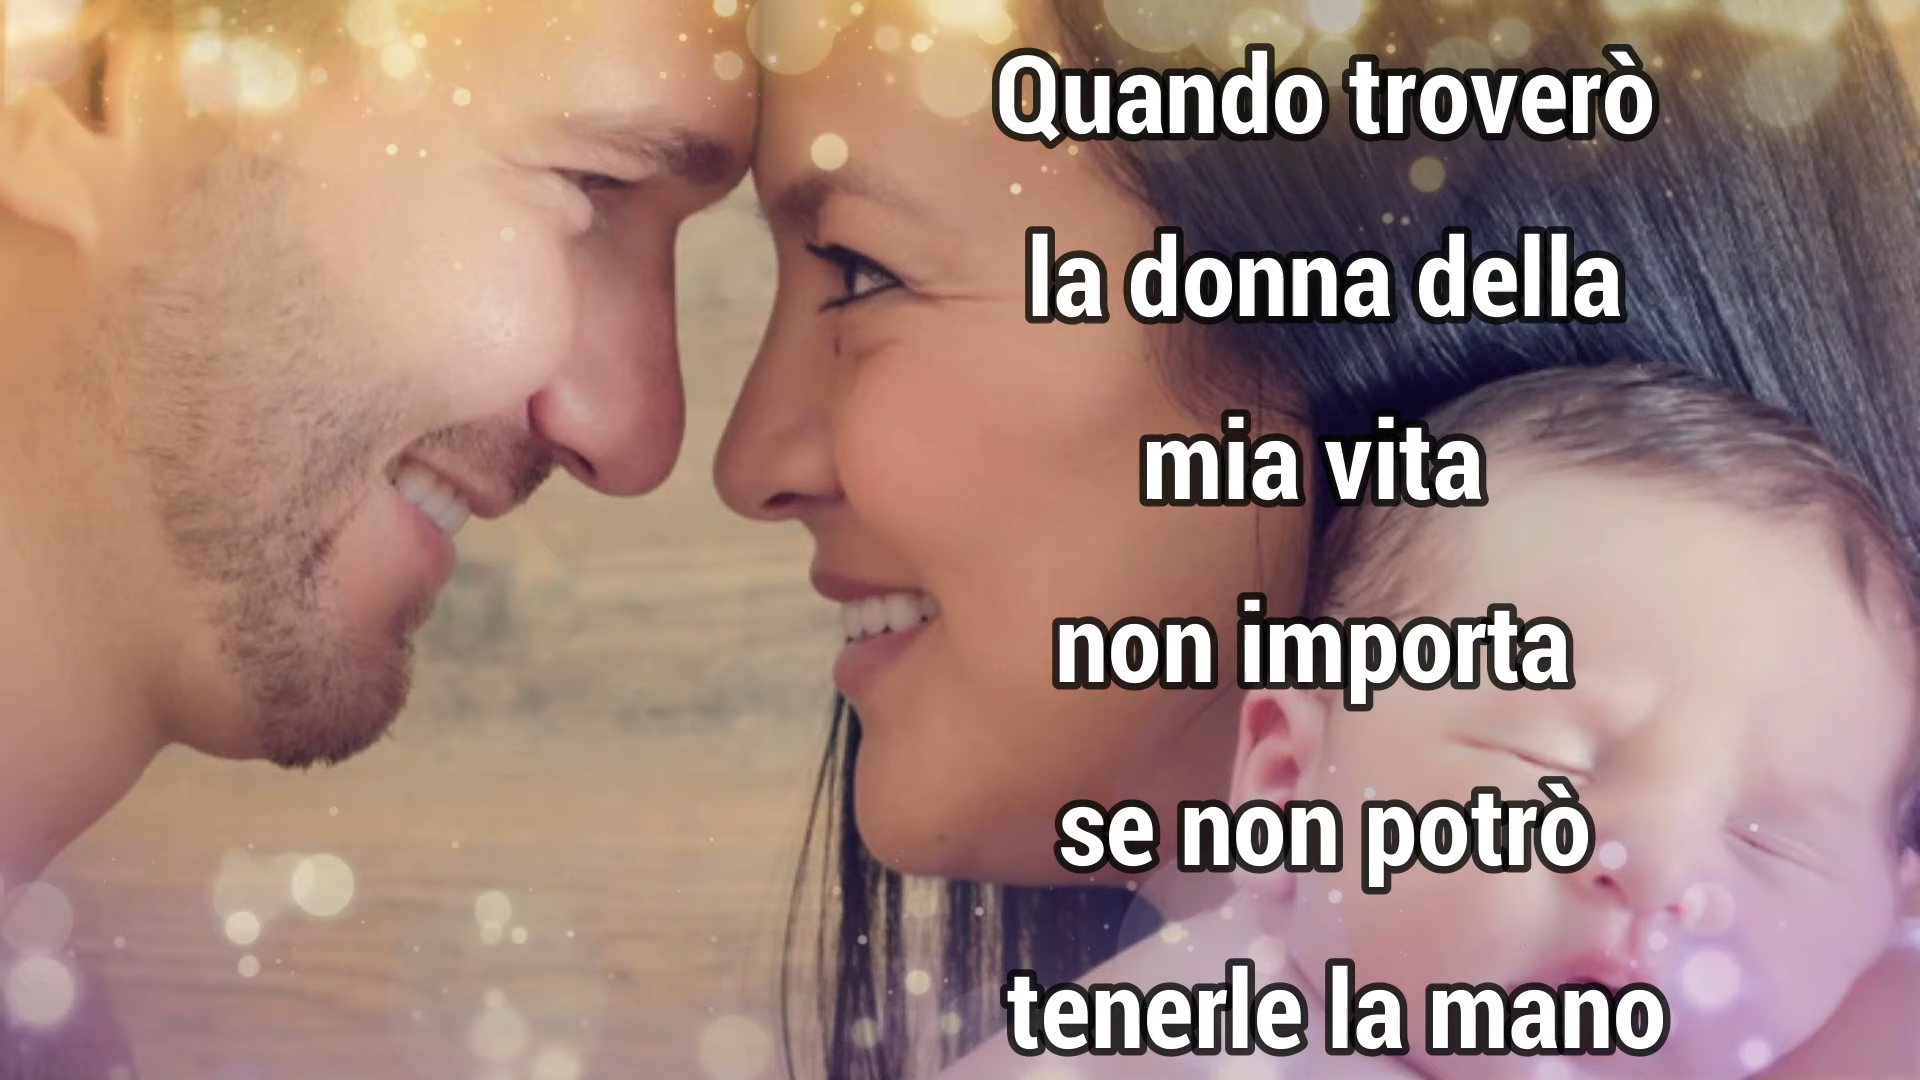 Quando troverò
la donna della
mia vita
non importa
se non potrò
tenerle la mano